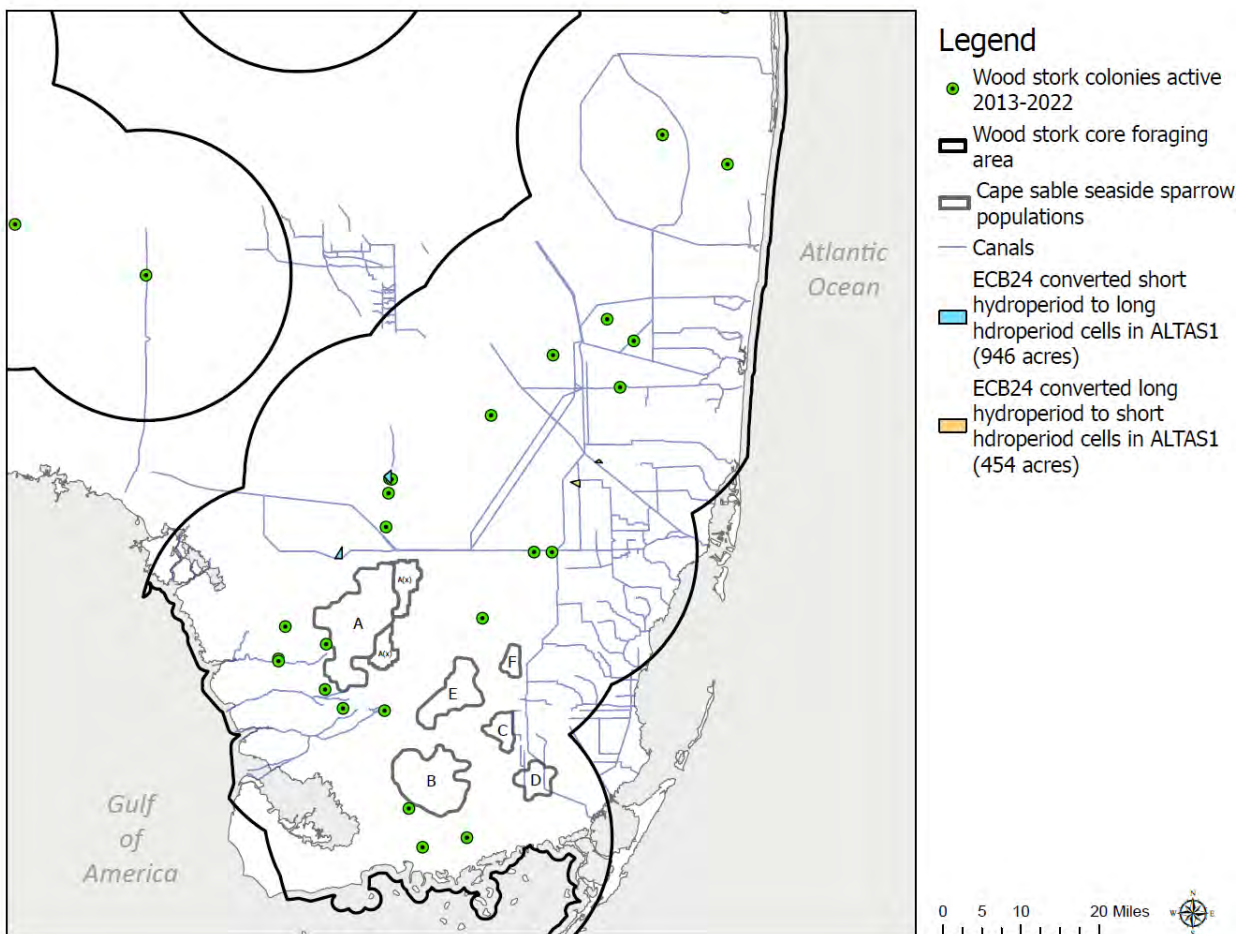 Legend
Wood stork colonies active
2013-2022
Wood stork core foraging
area
Cape sable seaside sparrow
populations
Canals
ECB24 converted short
hydroperiod to long
hdroperiod cells in ALTAS1
(946 acres)
ECB24 converted long
hydroperiod to short
hdroperiod cells in ALTAS1
(454 acres)
Atlantic
Ocean
A(x)
A
A(x)
F
E
C
B
D
Gulf
of
America
0 5 10 20 Miles
N
W E
S